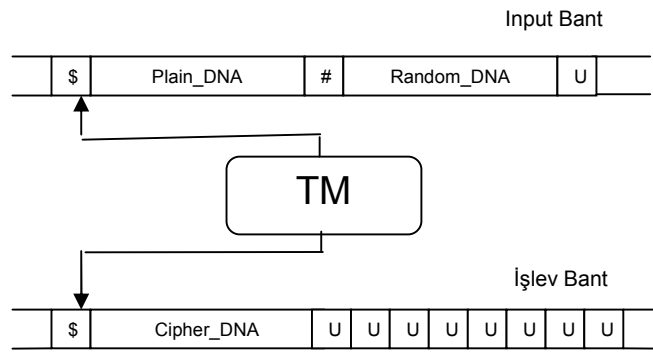 Input Bant
$ Plain_DNA # Random_DNA U
TM
İşlev Bant
$ Cipher_DNA U U U U U U U U